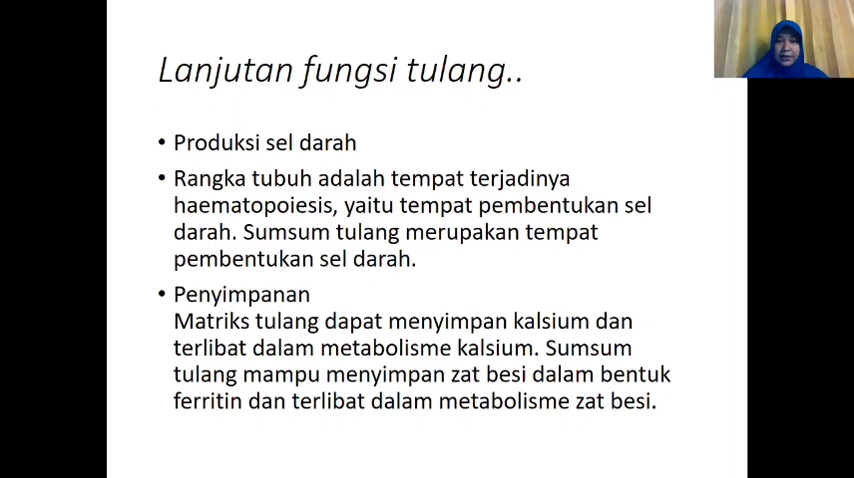 Lanjutan fungsi tulang..
• Produksi sel darah
• Rangka tubuh adalah tempat terjadinya
haematopoiesis, yaitu tempat pembentukan sel
darah. Sumsum tulang merupakan tempat
pembentukan sel darah.
• Penyimpanan
Matriks tulang dapat menyimpan kalsium dan
terlibat dalam metabolisme kalsium. Sumsum
tulang mampu menyimpan zat besi dalam bentuk
ferritin dan terlibat dalam metabolisme zat besi.